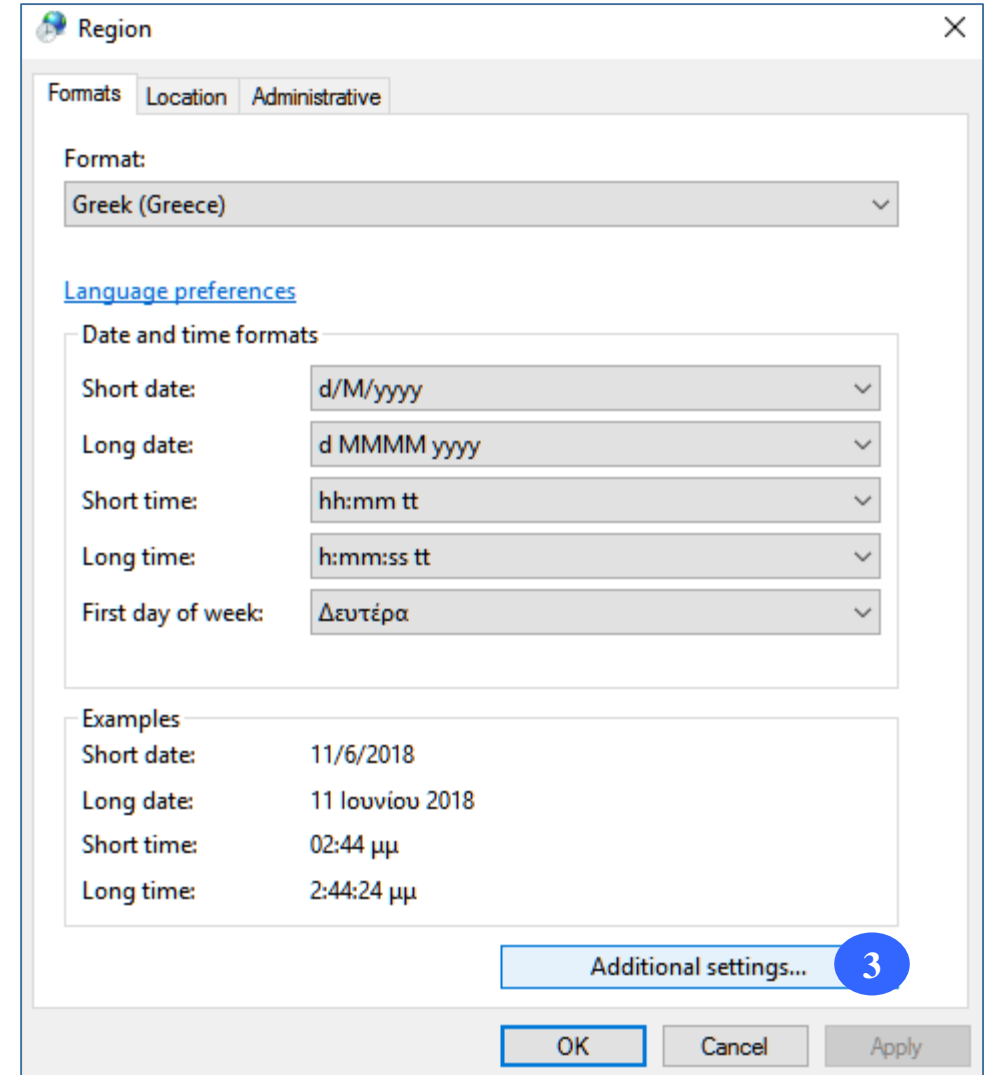 Region
Formats Location Administrative
Format:
Greek (Greece)
Language preferences
Date and time formats
Short date: d/M/yyyy
Long date: d MMMM yyyy
Short time: hh:mm tt
Long time: h:mm:ss tt
First day of week: Δευτέρα
Examples
Short date: 11/6/2018
Long date: 11 Ιουνίου 2018
Short time: 02:44 μμ
Long time: 2:44:24 μμ
Additional settings... 3
OK Cancel Apply